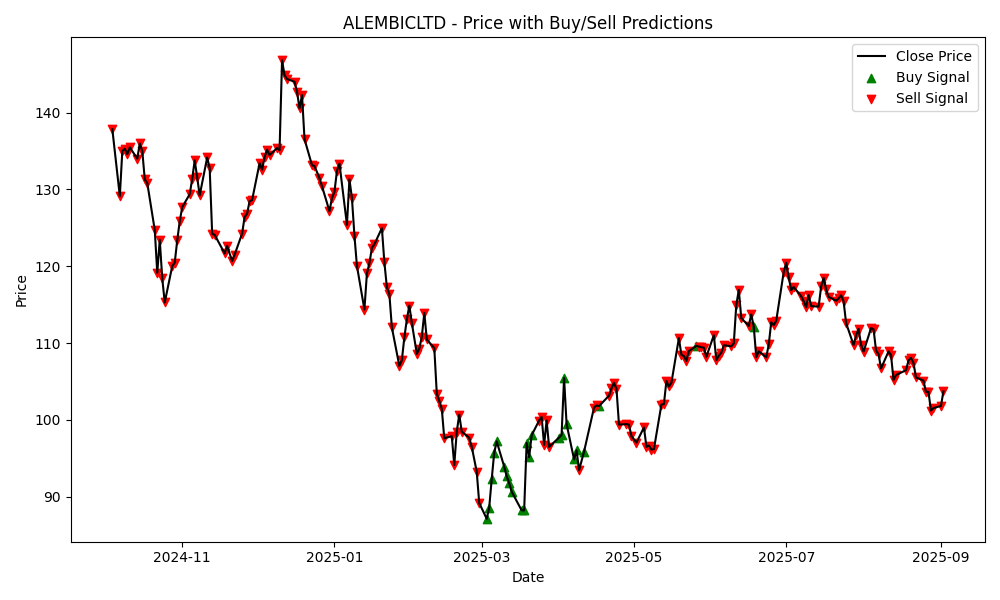 ALEMBICLTD - Price with Buy/Sell Predictions
Close Price
Buy Signal
Sell Signal
Price
140
130
120
110
100
90
2024-11
2025-01
2025-03
2025-05
2025-07
2025-09
Date